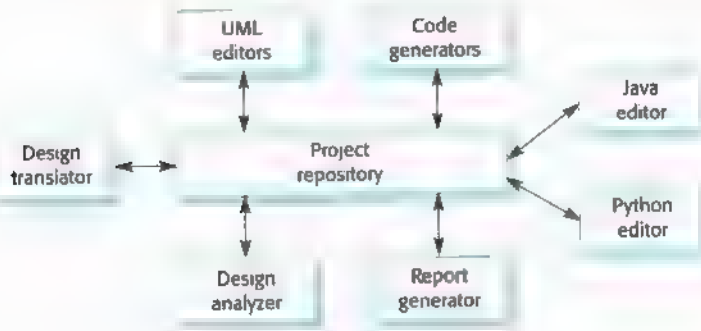 UML
editors
Code
generators
Java
editor
Design
translator
Project
repository
Python
editor
Design
analyzer
Report
generator